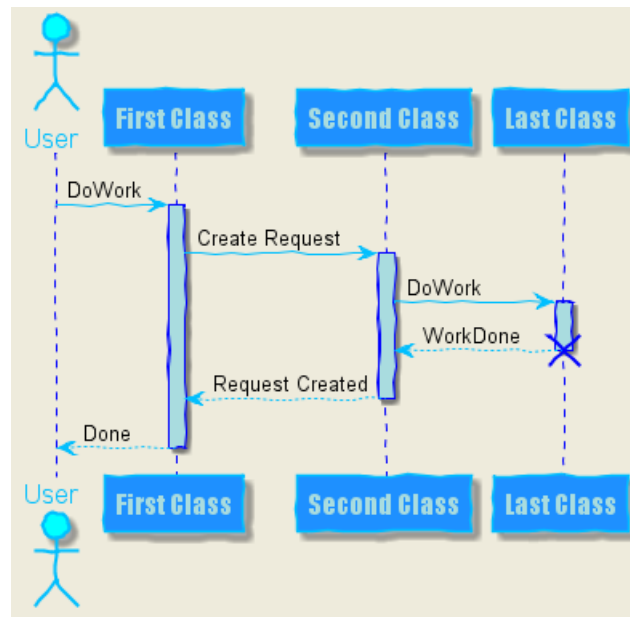 User
First Class
Second Class
Last Class
DoWork
Create Request
DoWork
WorkDone
Request Created
Done
User
First Class
Second Class
Last Class